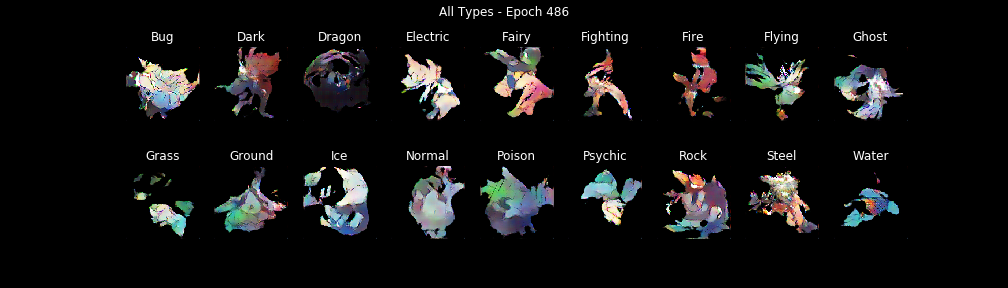 All Types - Epoch 486
Bug Dark Dragon Electric Fairy Fighting Fire Flying Ghost
Grass Ground Ice Normal Poison Psychic Rock Steel Water